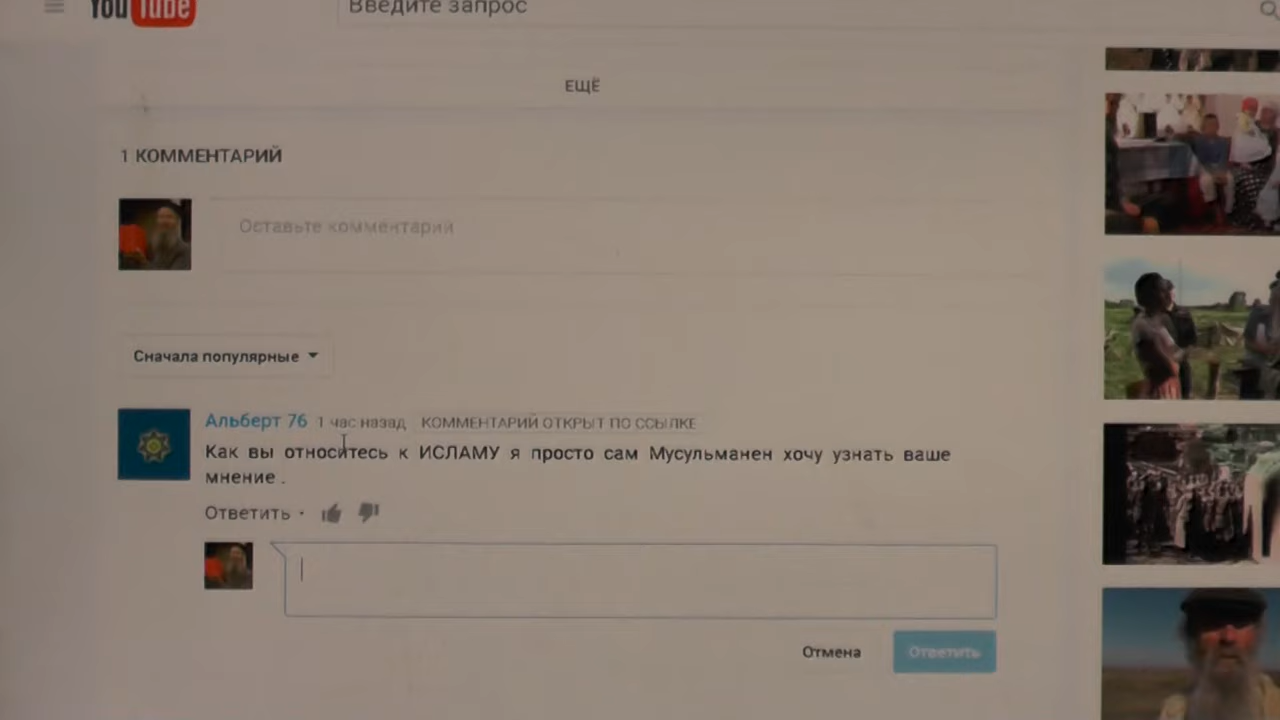 YouTube
Введите запрос
ЕЩЁ
1 КОММЕНТАРИЙ
Оставьте комментарий
Сначала популярные
Альберт 76 1 час назад КОММЕНТАРИЙ ОТКРЫТ ПО ССЫЛКЕ
Как вы относитесь к ИСЛАМУ я просто сам Мусульманен хочу узнать ваше
мнение .
Ответить ·
Отмена
Ответить